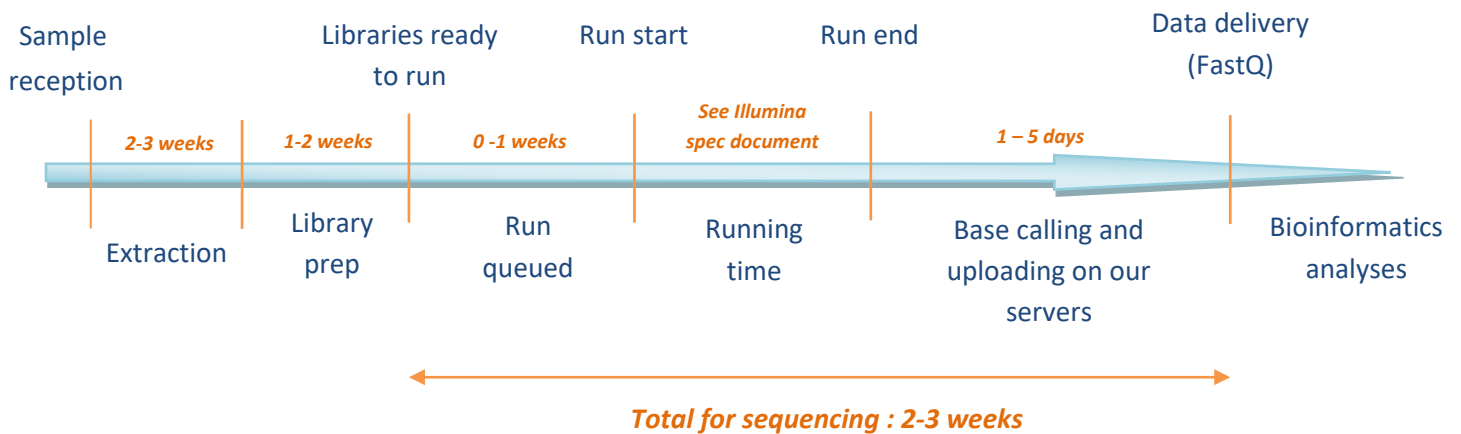 Sample
reception
Libraries ready
to run
Run start
Run end
Data delivery
(FastQ)
2-3 weeks
1-2 weeks
0 -1 weeks
See Illumina
spec document
1 – 5 days
Extraction
Library
prep
Run
queued
Running
time
Base calling and
uploading on our
servers
Bioinformatics
analyses
Total for sequencing : 2-3 weeks